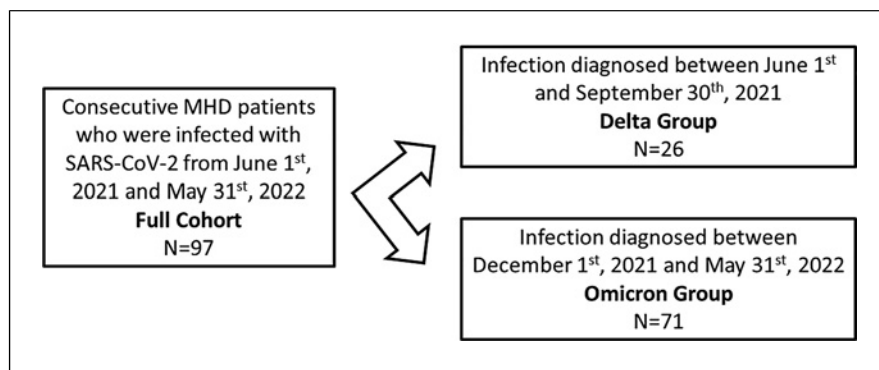 Consecutive MHD patients
who were infected with
SARS-CoV-2 from June 1st,
2021 and May 31st, 2022
Full Cohort
N=97
Infection diagnosed between June 1st
and September 30th, 2021
Delta Group
N=26
Infection diagnosed between
December 1st, 2021 and May 31st, 2022
Omicron Group
N=71